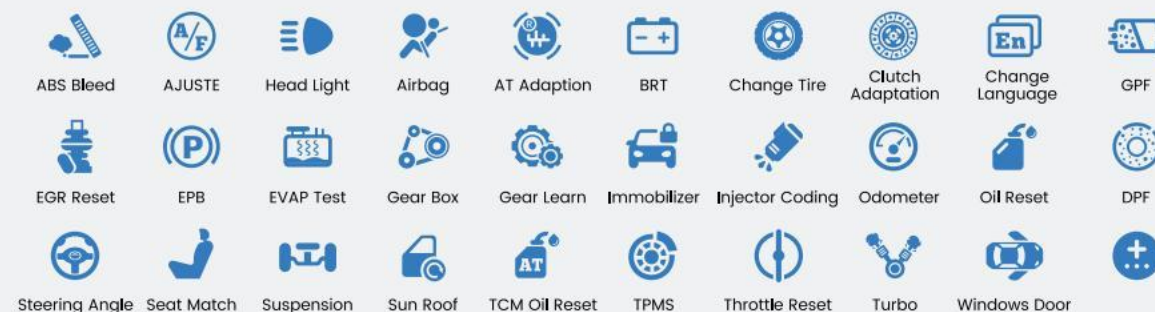 A/F
R
- +
En
ABS Bleed AJUSTE Head Light Airbag AT Adaption BRT Change Tire Clutch Adaptation Change Language GPF
P
EGR Reset EPB EVAP Test Gear Box Gear Learn Immobilizer Injector Coding Odometer Oil Reset DPF
AT
Steering Angle Seat Match Suspension Sun Roof TCM Oil Reset TPMS Throttle Reset Turbo Windows Door